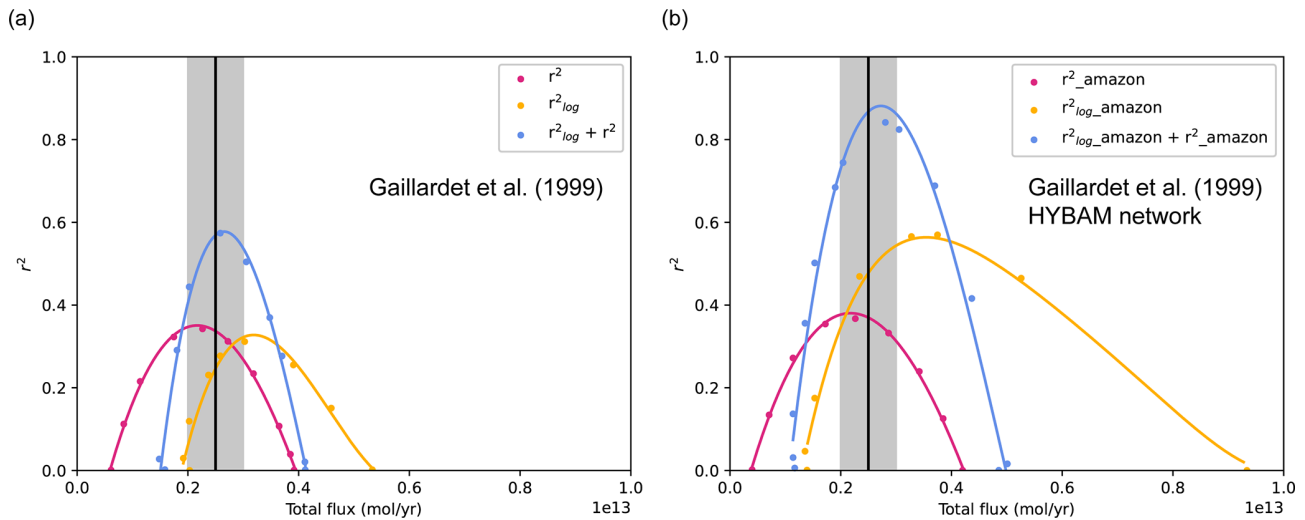 (a)
1.0
0.8
0.6
0.4
0.2
0.0
r²
r²
r²log
r²log + r²
Gaillardet et al. (1999)
0.0 0.2 0.4 0.6 0.8 1.0
Total flux (mol/yr)
1e13
(b)
1.0
0.8
0.6
0.4
0.2
0.0
r²
r²_amazon
r²log_amazon
r²log_amazon + r²_amazon
Gaillardet et al. (1999)
HYBAM network
0.0 0.2 0.4 0.6 0.8 1.0
Total flux (mol/yr)
1e13